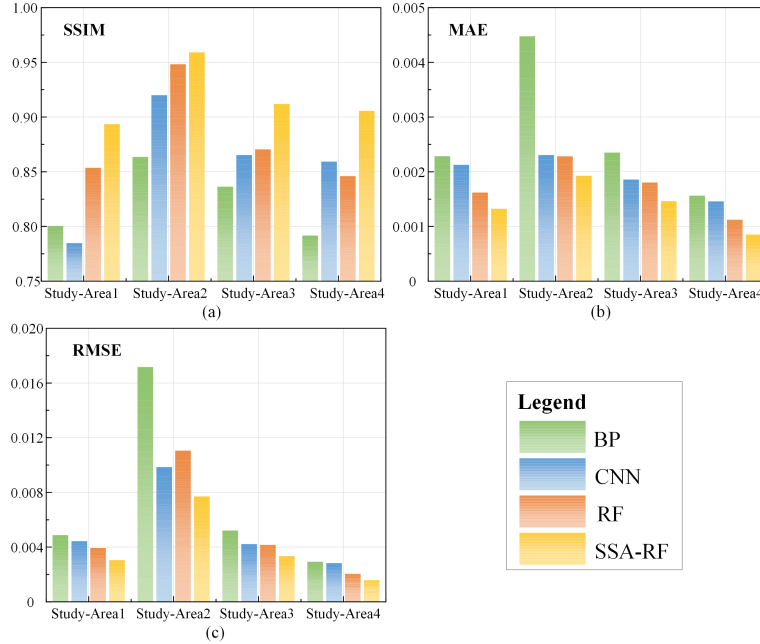 SSIM
1.00
0.95
0.90
0.85
0.80
0.75
Study-Area1 Study-Area2 Study-Area3 Study-Area4
(a)
MAE
0.005
0.004
0.003
0.002
0.001
0
Study-Area1 Study-Area2 Study-Area3 Study-Area4
(b)
RMSE
0.020
0.016
0.012
0.008
0.004
0
Study-Area1 Study-Area2 Study-Area3 Study-Area4
(c)
Legend
BP
CNN
RF
SSA-RF